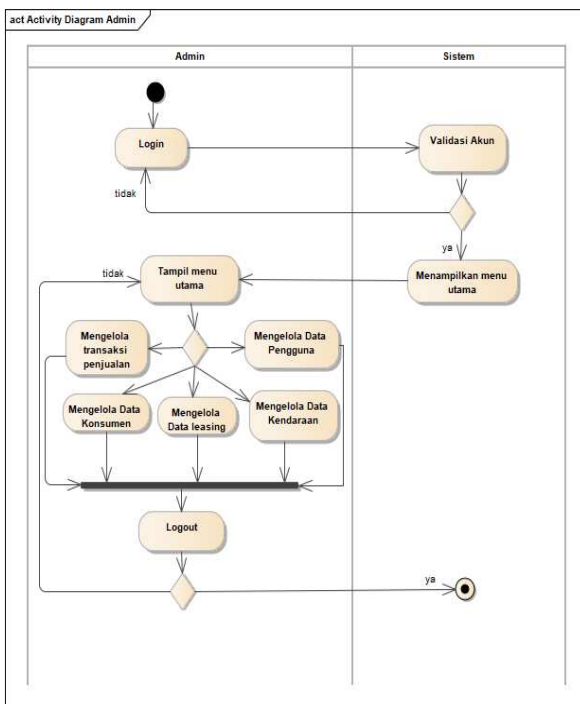 act Activity Diagram Admin
Admin
Sistem
Login
Validasi Akun
tidak
ya
tidak
Tampil menu
utama
Menampilkan menu
utama
Mengelola
transaksi
penjualan
Mengelola Data
Pengguna
Mengelola Data
Konsumen
Mengelola
Data leasing
Mengelola Data
Kendaraan
Logout
ya